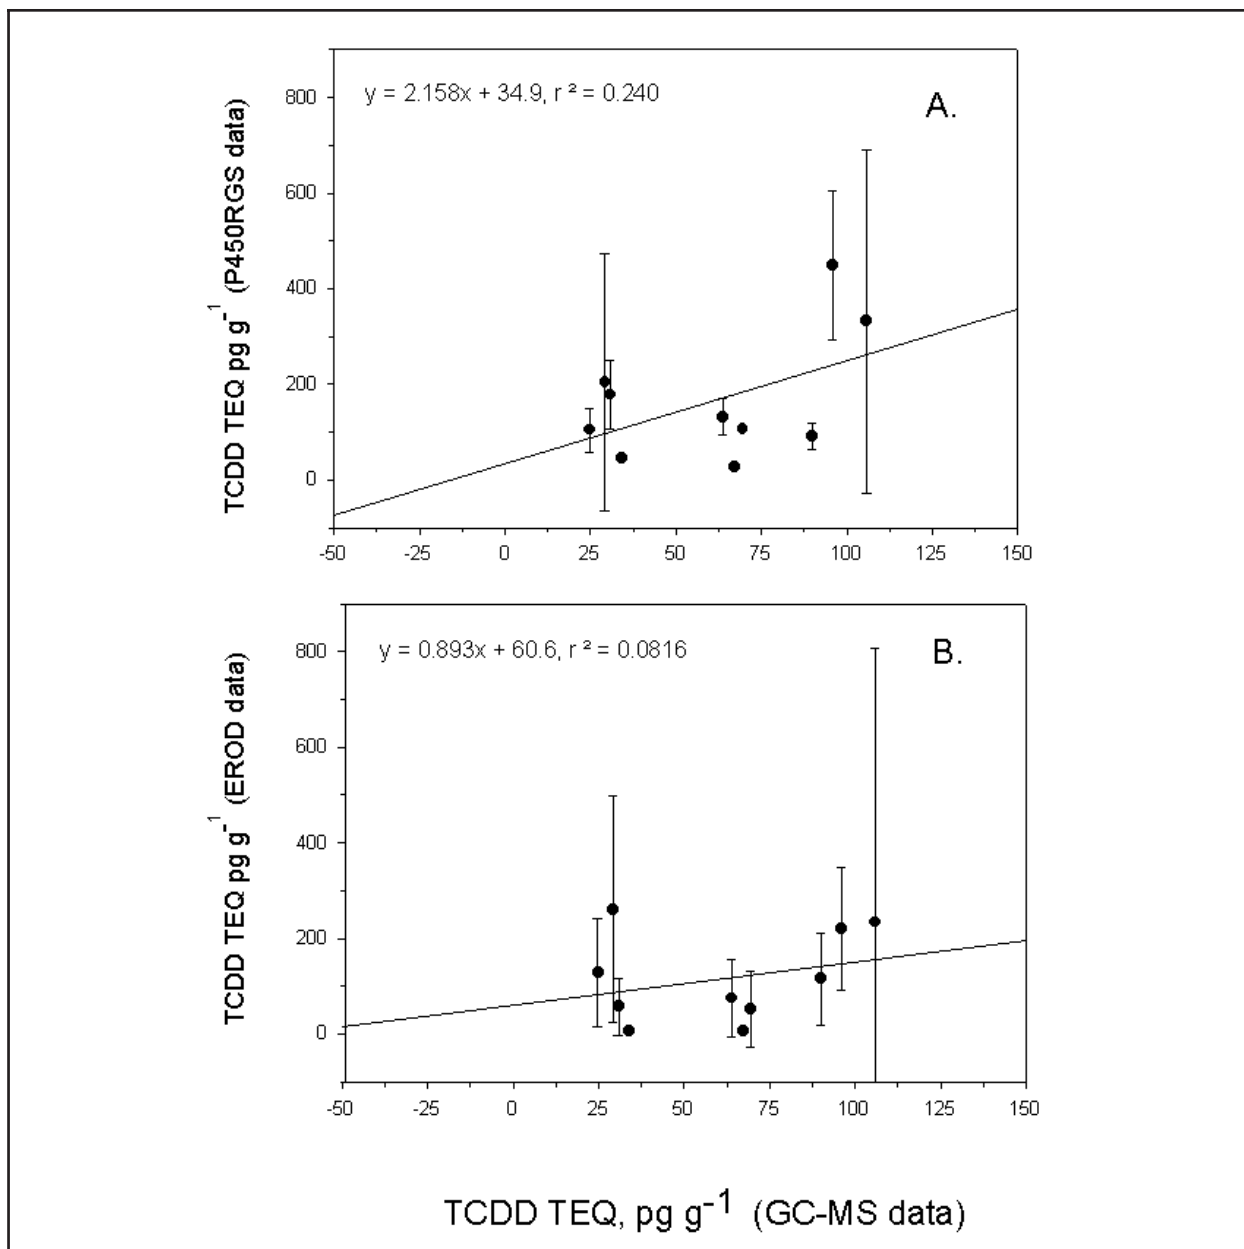 y = 2.158x + 34.9, r ² = 0.240
A.
TCDD TEQ pg g⁻¹ (P450RGS data)
800
600
400
200
0
-50 -25 0 25 50 75 100 125 150
y = 0.893x + 60.6, r ² = 0.0816
B.
TCDD TEQ pg g⁻¹ (EROD data)
800
600
400
200
0
-50 -25 0 25 50 75 100 125 150
TCDD TEQ, pg g⁻¹ (GC-MS data)